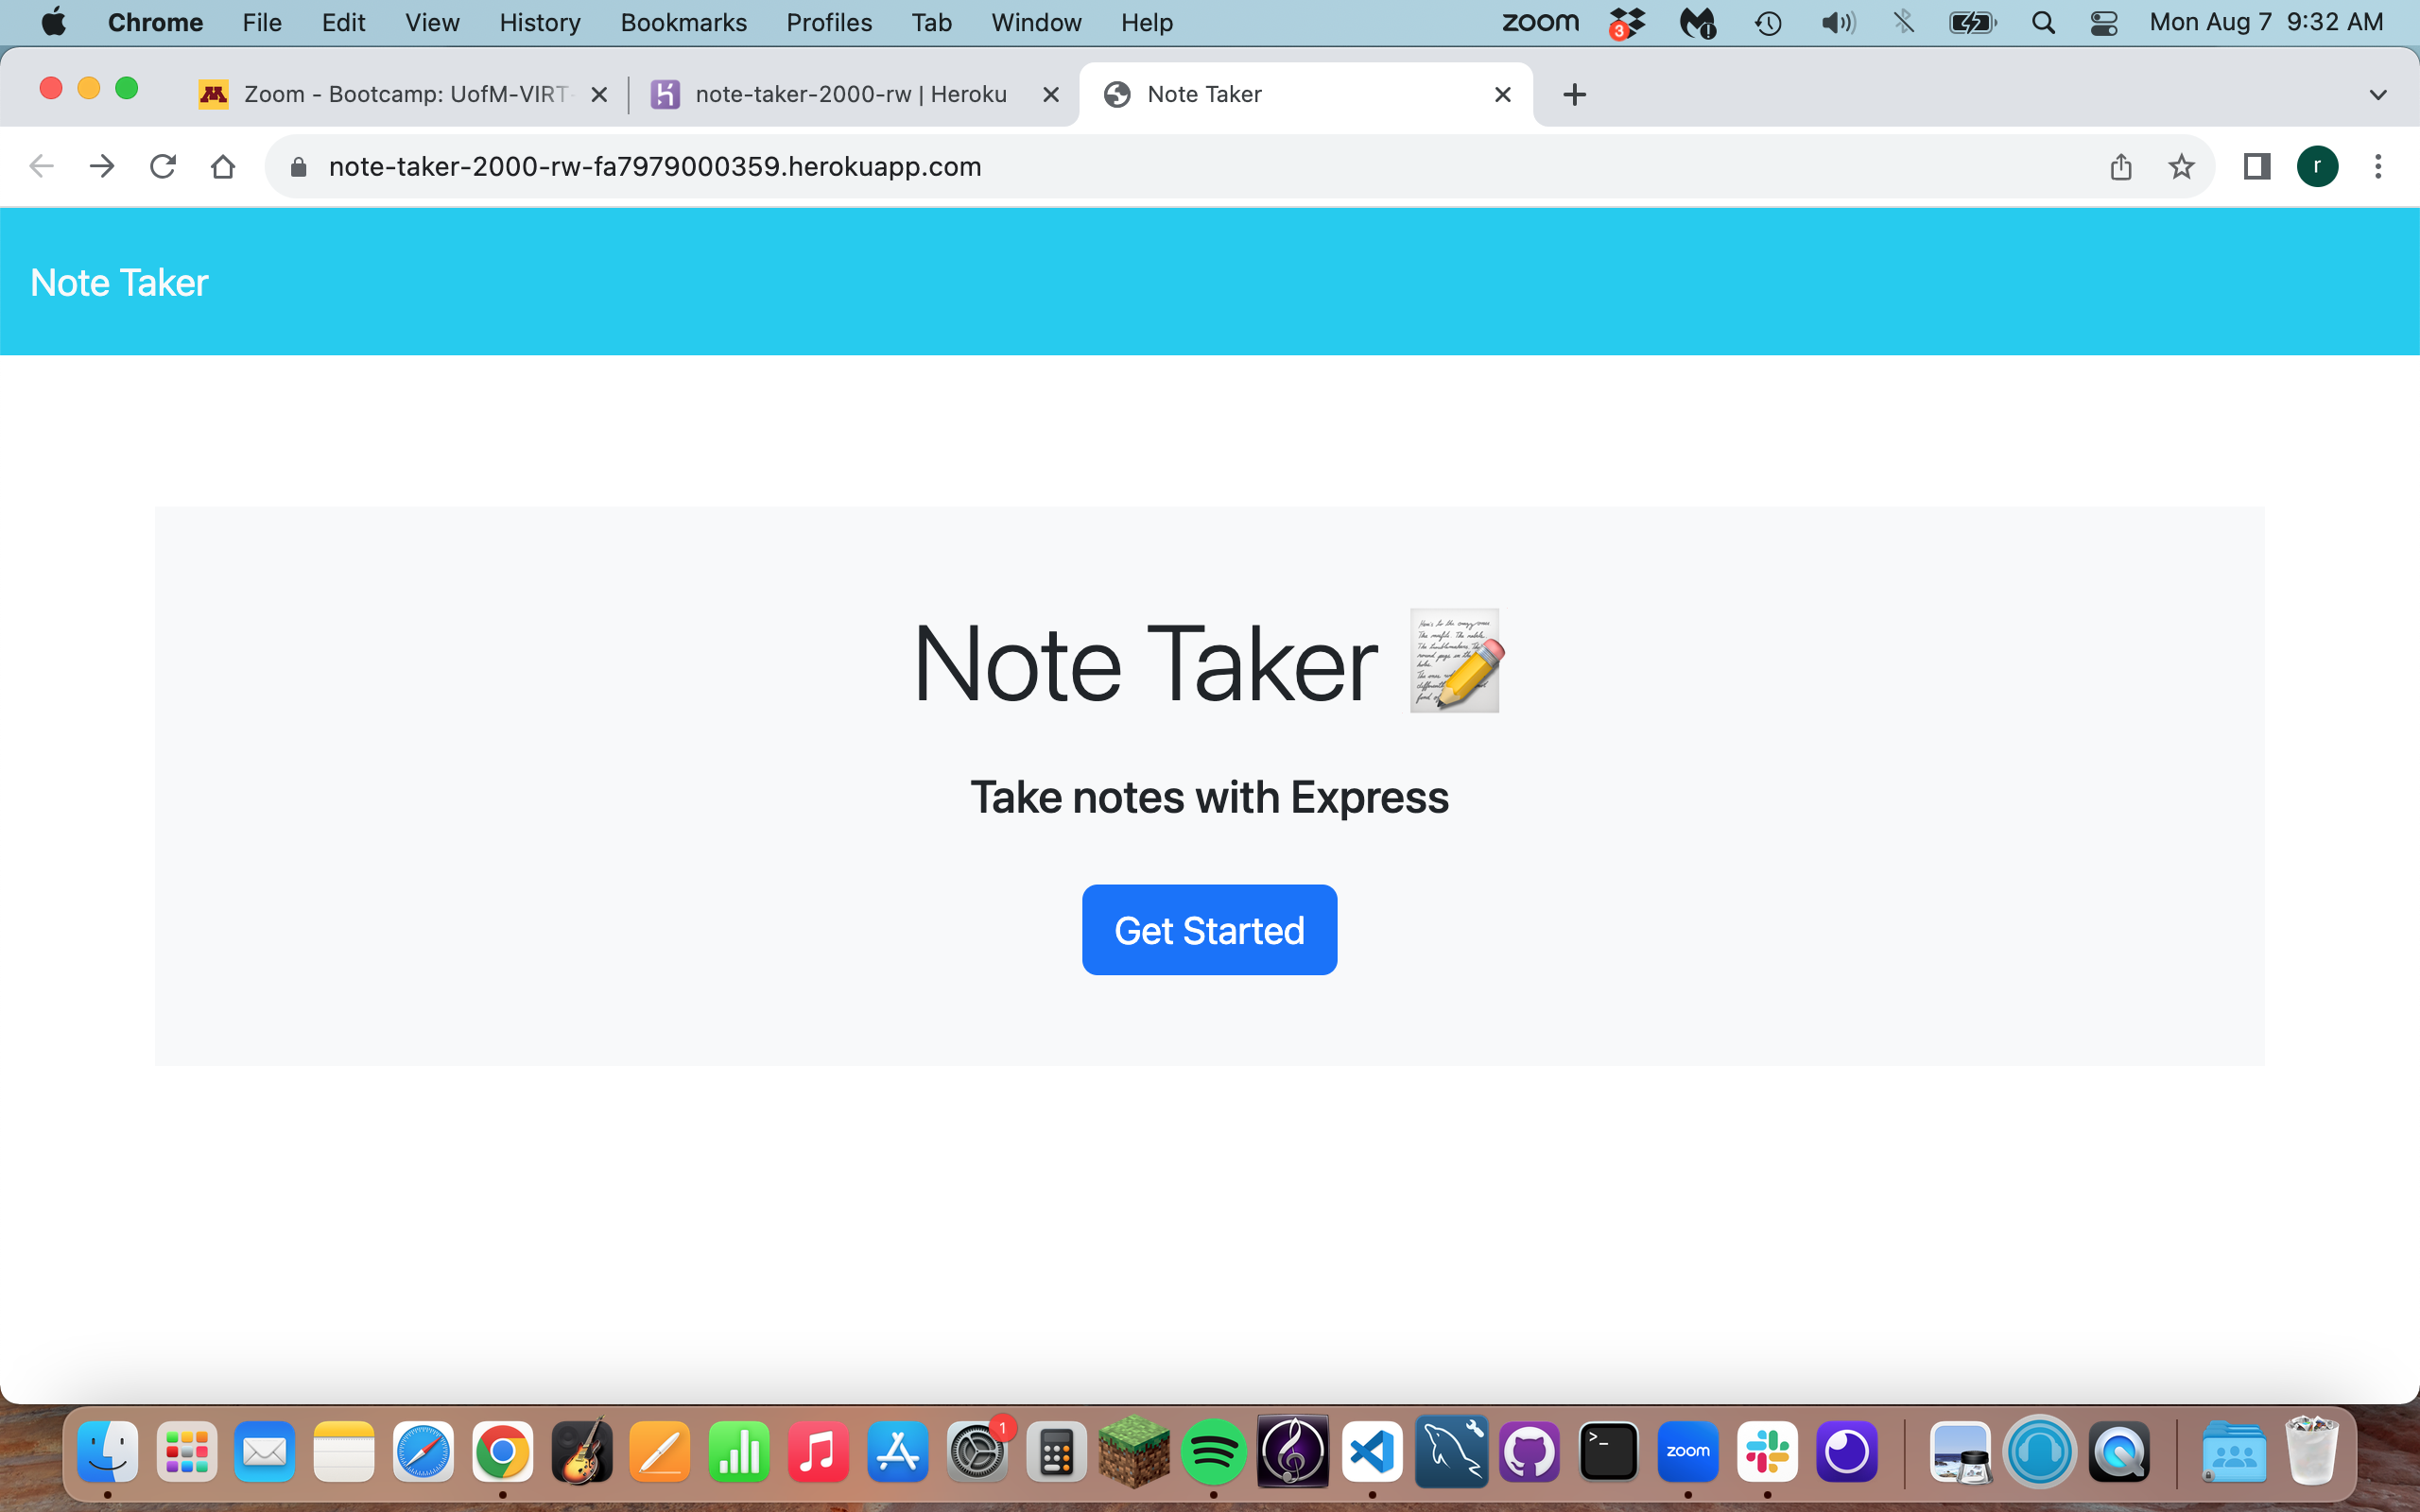 Chrome File Edit View History Bookmarks Profiles Tab Window Help zoom 3 Mon Aug 7 9:32 AM
Zoom - Bootcamp: UofM-VIRT- note-taker-2000-rw | Heroku Note Taker
note-taker-2000-rw-fa7979000359.herokuapp.com r
Note Taker
Note Taker
Take notes with Express
Get Started
1
>_
zoom